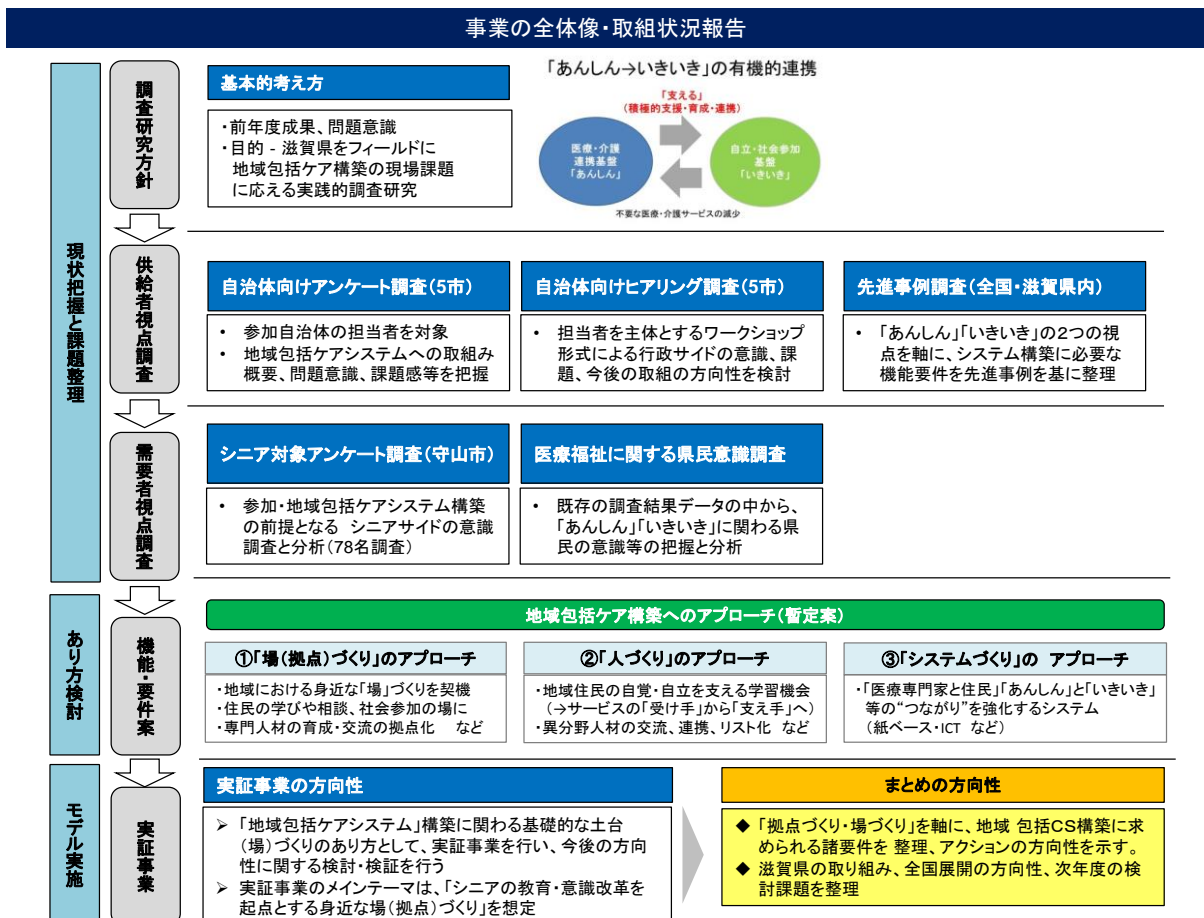 事業の全体像・取組状況報告
現状把握と課題整理
調査研究方針
基本的考え方
・前年度成果、問題意識
・目的 - 滋賀県をフィールドに
地域包括ケア構築の現場課題
に応える実践的調査研究
「あんしん→いきいき」の有機的連携
「支える」
(積極的支援・育成・連携)
医療・介護
連携基盤
「あんしん」
自立・社会参加
基盤
「いきいき」
不要な医療・介護サービスの減少
供給者視点調査
自治体向けアンケート調査(5市)
• 参加自治体の担当者を対象
• 地域包括ケアシステムへの取組み
概要、問題意識、課題感等を把握
自治体向けヒアリング調査(5市)
• 担当者を主体とするワークショップ
形式による行政サイドの意識、課
題、今後の取組の方向性を検討
先進事例調査(全国・滋賀県内)
• 「あんしん」「いきいき」の2つの視
点を軸に、システム構築に必要な
機能要件を先進事例を基に整理
需要者視点調査
シニア対象アンケート調査(守山市)
• 参加・地域包括ケアシステム構築
の前提となる シニアサイドの意識
調査と分析(78名調査)
医療福祉に関する県民意識調査
• 既存の調査結果データの中から、
「あんしん」「いきいき」に関わる県
民の意識等の把握と分析
あり方検討
機能・要件案
地域包括ケア構築へのアプローチ(暫定案)
①「場(拠点)づくり」のアプローチ
・地域における身近な「場」づくりを契機
・住民の学びや相談、社会参加の場に
・専門人材の育成・交流の拠点化 など
②「人づくり」のアプローチ
・地域住民の自覚・自立を支える学習機会
(→サービスの「受け手」から「支え手」へ)
・異分野人材の交流、連携、リスト化 など
③「システムづくり」の アプローチ
・「医療専門家と住民」「あんしん」と「いきいき」
等の“つながり”を強化するシステム
(紙ベース・ICT など)
モデル実施
実証事業
実証事業の方向性
➢ 「地域包括ケアシステム」構築に関わる基礎的な土台
(場)づくりのあり方として、実証事業を行い、今後の方向
性に関する検討・検証を行う
➢ 実証事業のメインテーマは、「シニアの教育・意識改革を
起点とする身近な場(拠点)づくり」を想定
まとめの方向性
◆ 「拠点づくり・場づくり」を軸に、地域 包括CS構築に求
められる諸要件を 整理、アクションの方向性を示す。
◆ 滋賀県の取り組み、全国展開の方向性、次年度の検
討課題を整理